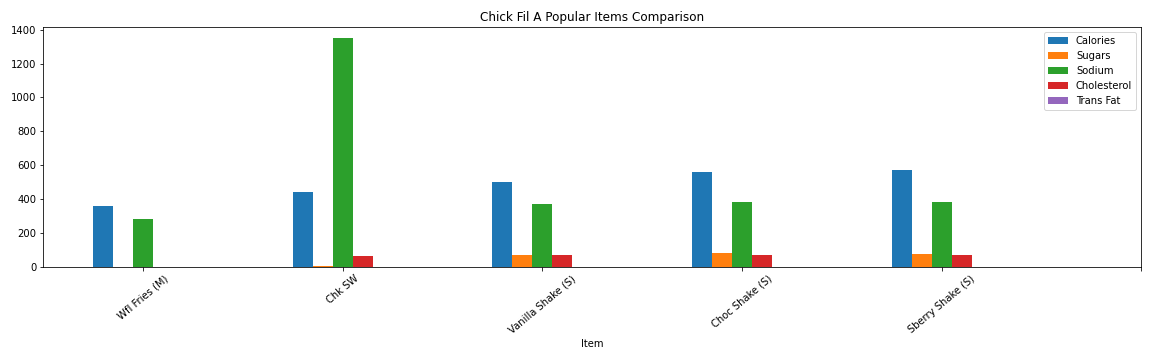 Chick Fil A Popular Items Comparison
1400
1200
1000
800
600
400
200
0
Calories
Sugars
Sodium
Cholesterol
Trans Fat
Wfl Fries (M)
Chk SW
Vanilla Shake (S)
Choc Shake (S)
Sberry Shake (S)
Item